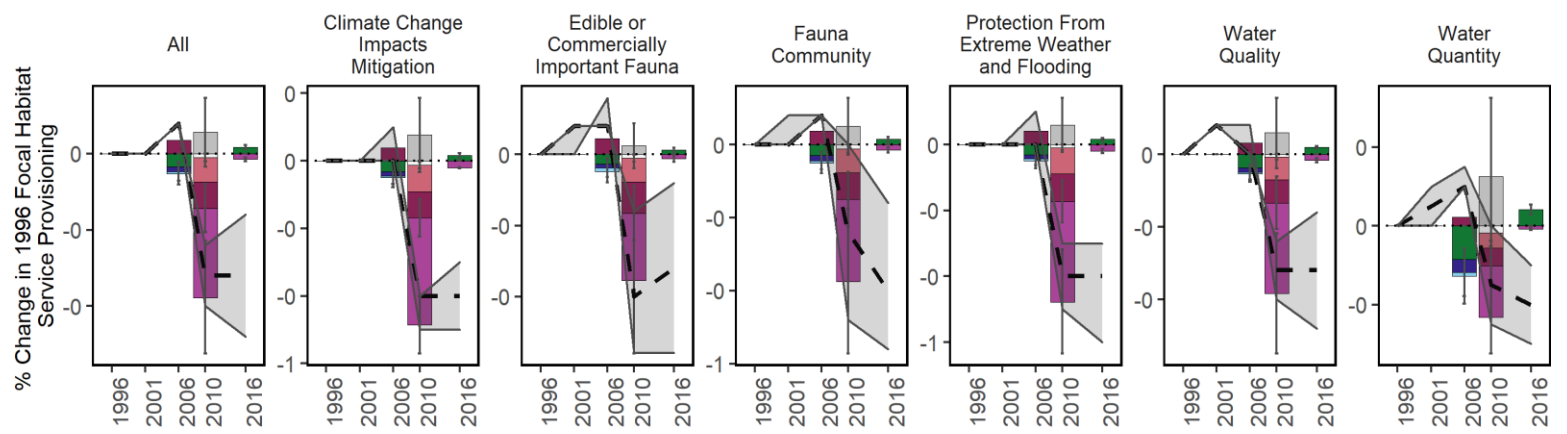 % Change in 1996 Focal Habitat
Service Provisioning
All
0
-0
-0
1996 2001 2006 2010 2016
Climate Change
Impacts
Mitigation
0
-0
-0
-0
-1
1996 2001 2006 2010 2016
Edible or
Commercially
Important Fauna
0
-0
1996 2001 2006 2010 2016
Fauna
Community
0
-0
-0
-1
1996 2001 2006 2010 2016
Protection From
Extreme Weather
and Flooding
0
-0
-0
-1
1996 2001 2006 2010 2016
Water
Quality
0
-0
1996 2001 2006 2010 2016
Water
Quantity
0
-0
-0
1996 2001 2006 2010 2016